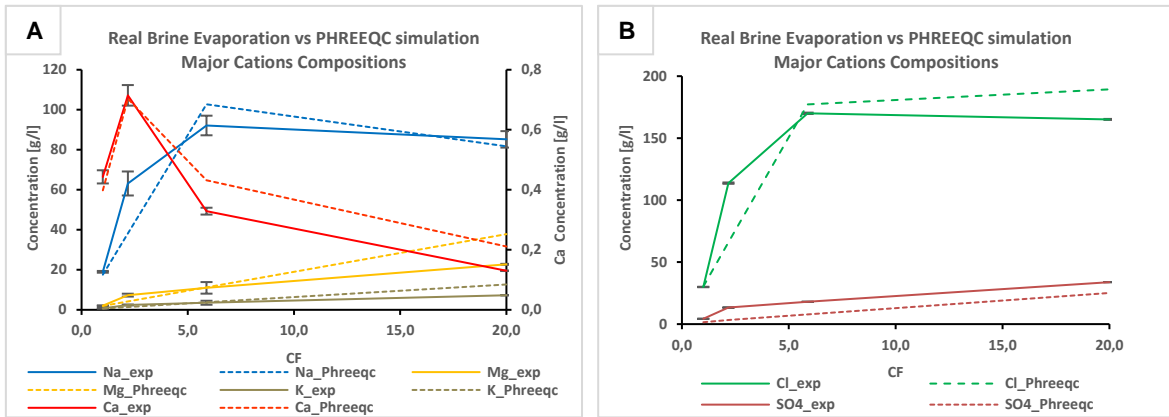 A
Real Brine Evaporation vs PHREEQC simulation
Major Cations Compositions
Concentration [g/l]
120
100
80
60
40
20
0
0,8
0,6
0,4
0,2
0,0
Ca Concentration [g/l]
0,0 5,0 10,0 15,0 20,0
CF
Na_exp Na_Phreeqc Mg_exp
Mg_Phreeqc K_exp K_Phreeqc
Ca_exp Ca_Phreeqc
B
Real Brine Evaporation vs PHREEQC simulation
Major Cations Compositions
Concentration [g/l]
200
150
100
50
0
0,0 5,0 10,0 15,0 20,0
CF
Cl_exp Cl_Phreeqc
SO4_exp SO4_Phreeqc